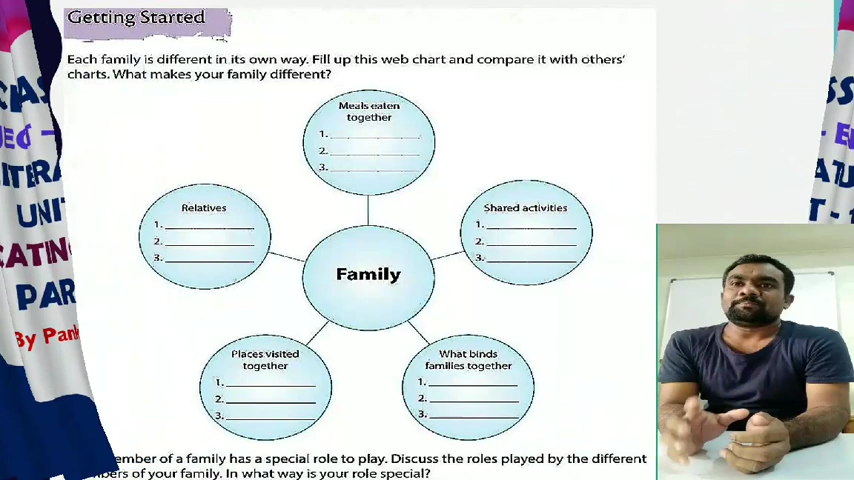 Getting Started
Each family is different in its own way. Fill up this web chart and compare it with others'
charts. What makes your family different?
Meals eaten
together
1.
2.
3.
Relatives
1.
2.
3.
Shared activities
1.
2.
3.
Family
Places visited
together
1.
2.
3.
What binds
families together
1.
2.
3.
member of a family has a special role to play. Discuss the roles played by the different
of your family. In what way is your role special?
UNIT
PAR
By Pank